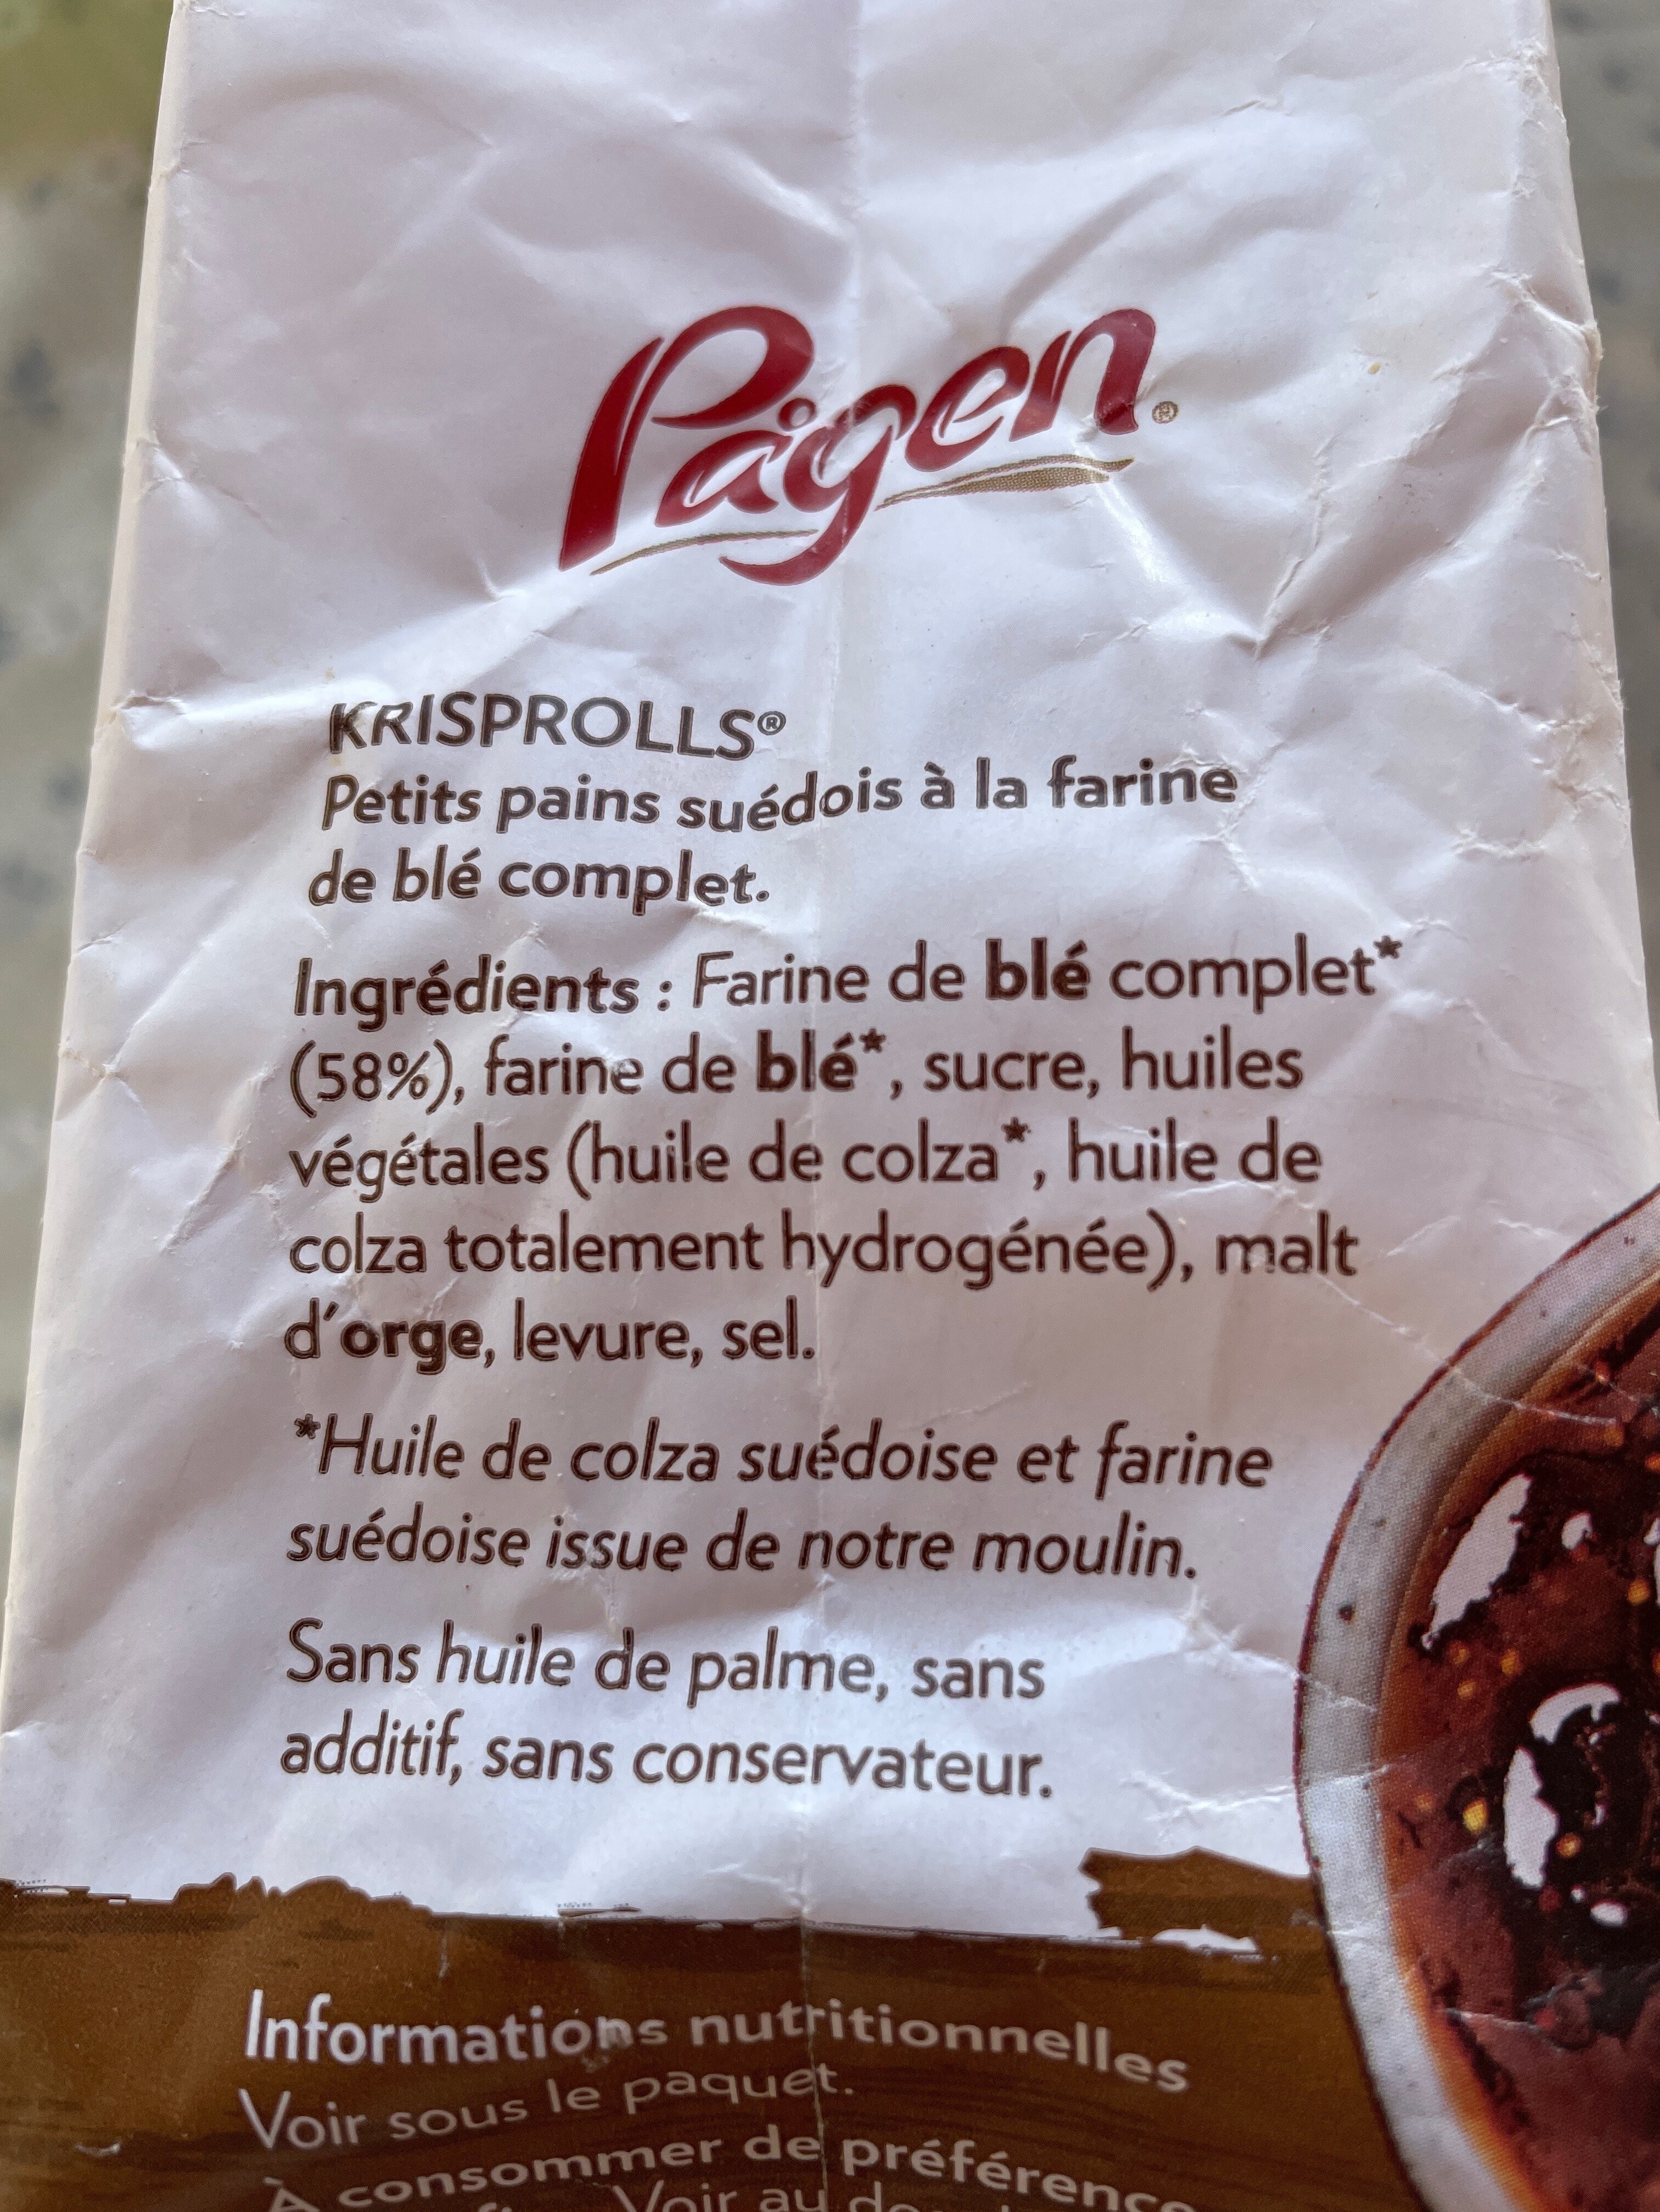 Pågen®
KRISPROLLS®
Petits pains suédois à la farine
de blé complet.
Ingrédients : Farine de blé complet*
(58%), farine de blé*, sucre, huiles
végétales (huile de colza*, huile de
colza totalement hydrogénée), malt
d'orge, levure, sel.
*Huile de colza suédoise et farine
suédoise issue de notre moulin.
Sans huile de palme, sans
additif, sans conservateur.
Informations nutritionnelles
Voir sous le paquet.
À consommer de préférence
Voir au